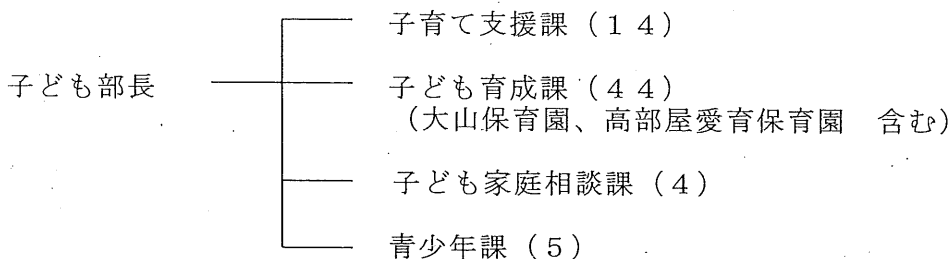 子育て支援課（１４）
子ども部長
子ども育成課（４４）
（大山保育園、高部屋愛育保育園　含む）
子ども家庭相談課（４）
青少年課（５）